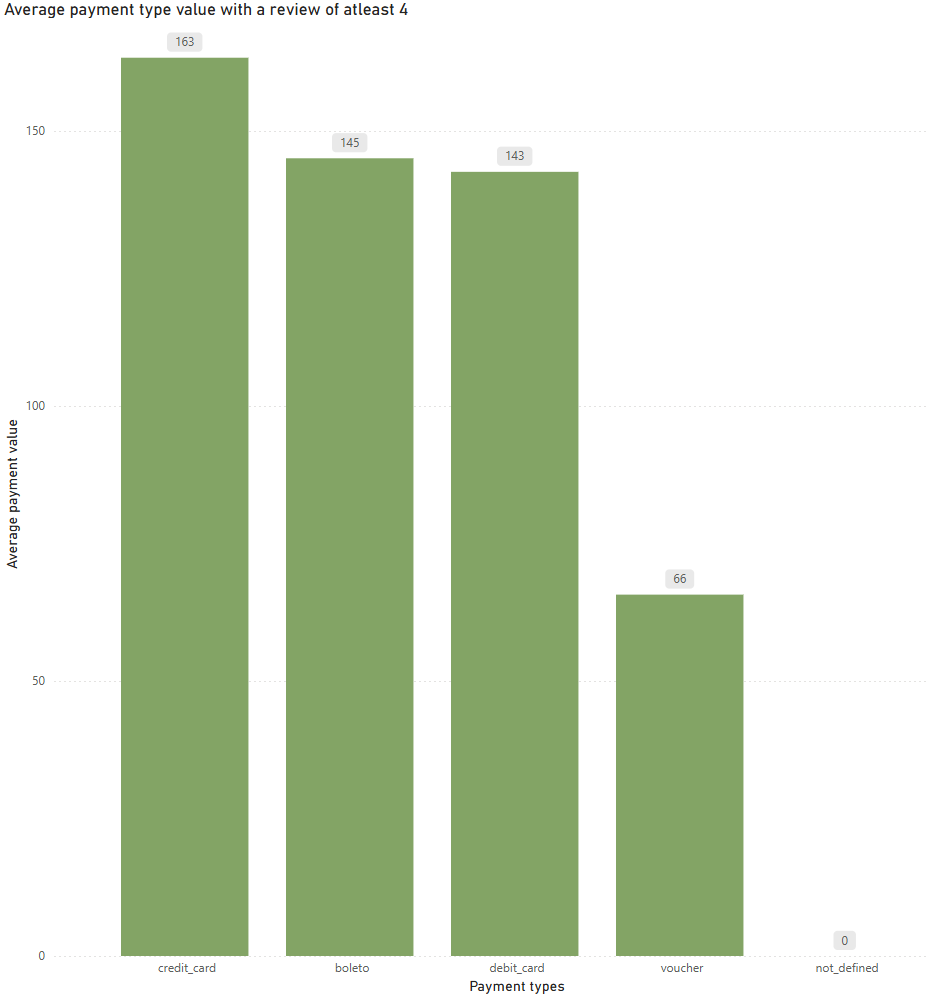 Average payment type value with a review of atleast 4
163
150
145
143
100
Average payment value
66
50
0
0
credit_card boleto debit_card voucher not_defined
Payment types